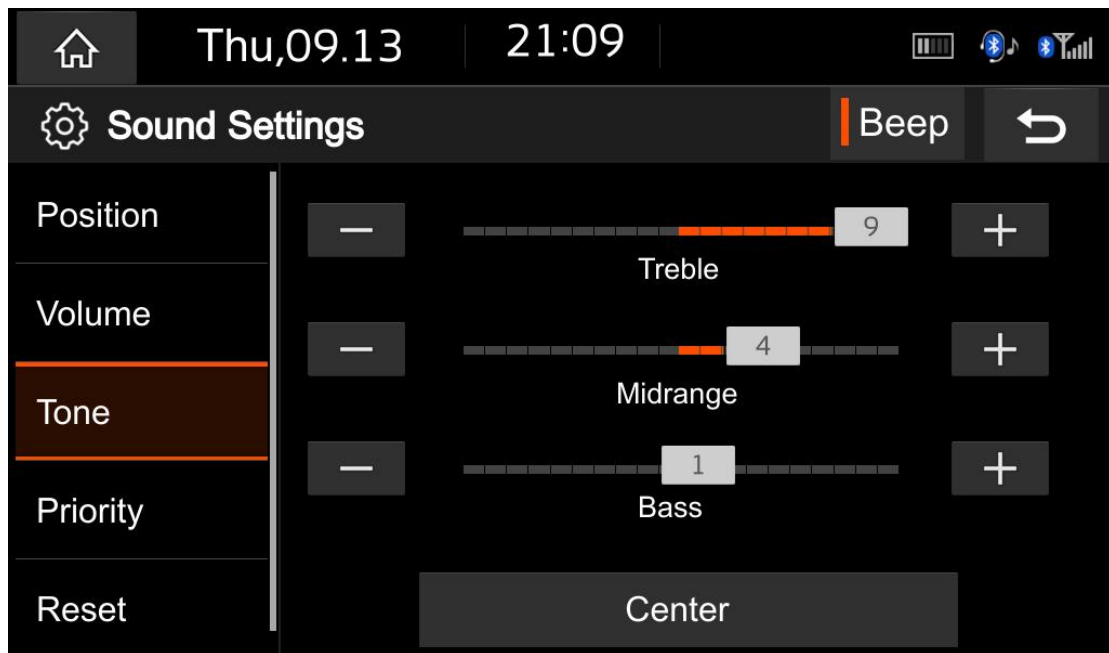 Thu,09.13 21:09
Sound Settings Beep
Position
Volume
Tone
Priority
Reset
9
Treble
4
Midrange
1
Bass
Center